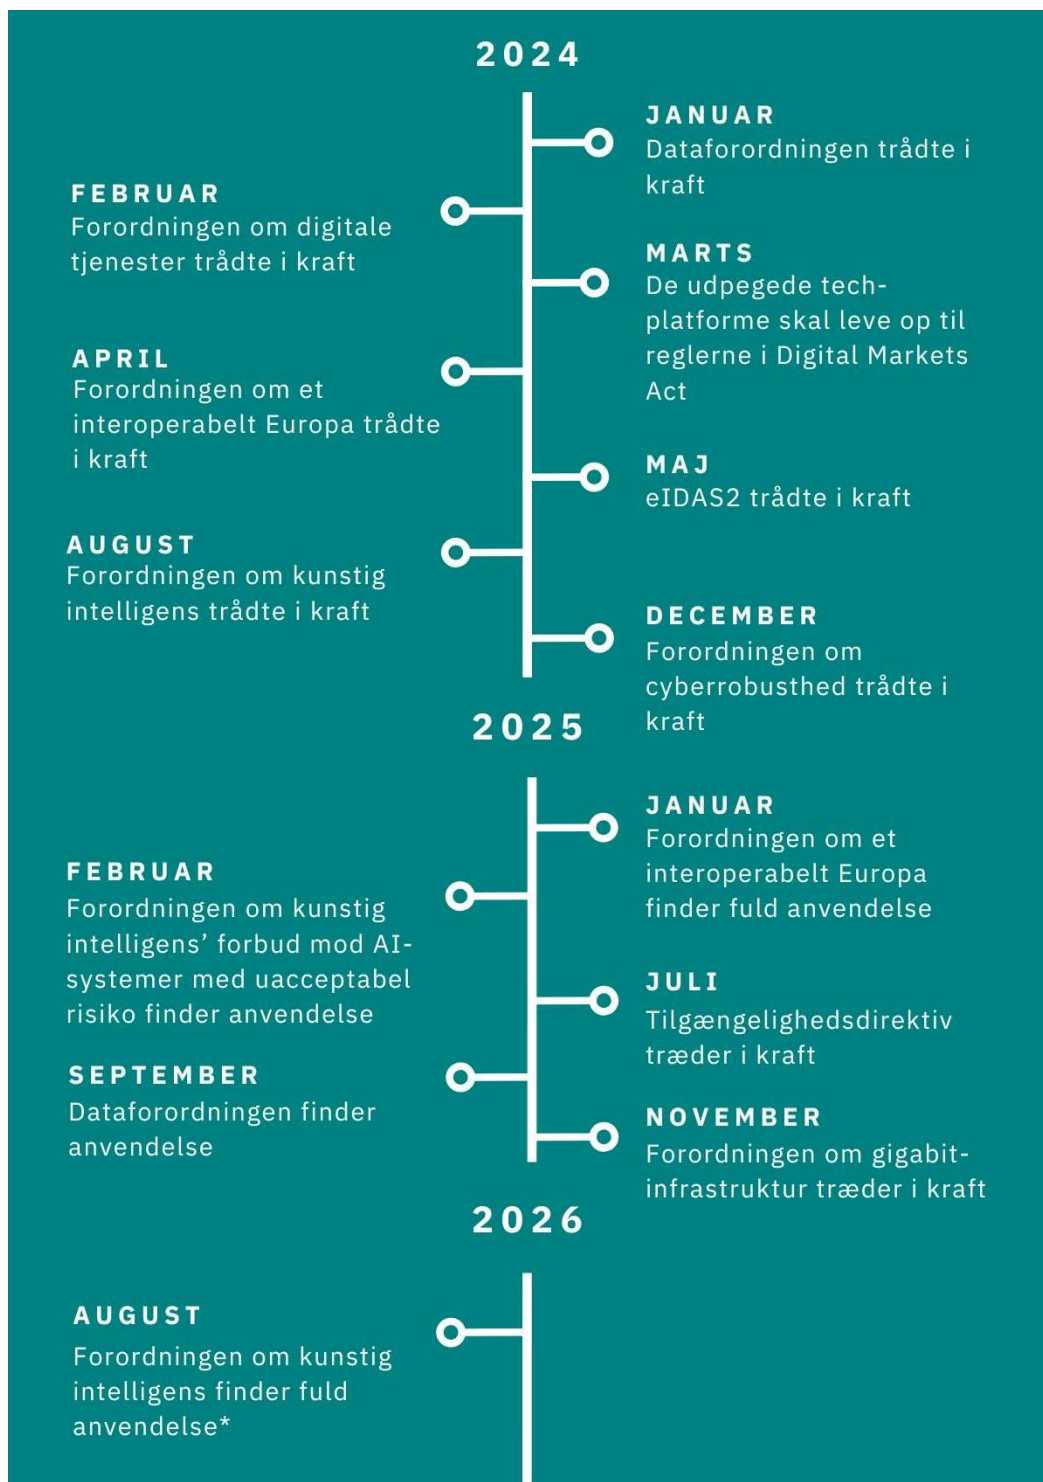 2024
JANUAR
Dataforordningen trådte i
kraft
FEBRUAR
Forordningen om digitale
tjenester trådte i kraft
MARTS
De udpegede tech-
platforme skal leve op til
reglerne i Digital Markets
Act
APRIL
Forordningen om et
interoperabelt Europa trådte
i kraft
MAJ
eIDAS2 trådte i kraft
AUGUST
Forordningen om kunstig
intelligens trådte i kraft
DECEMBER
Forordningen om
cyberrobusthed trådte i
kraft
2025
JANUAR
Forordningen om et
interoperabelt Europa
finder fuld anvendelse
FEBRUAR
Forordningen om kunstig
intelligens’ forbud mod AI-
systemer med uacceptabel
risiko finder anvendelse
JULI
Tilgængelighedsdirektiv
træder i kraft
SEPTEMBER
Dataforordningen finder
anvendelse
NOVEMBER
Forordningen om gigabit-
infrastruktur træder i kraft
2026
AUGUST
Forordningen om kunstig
intelligens finder fuld
anvendelse*